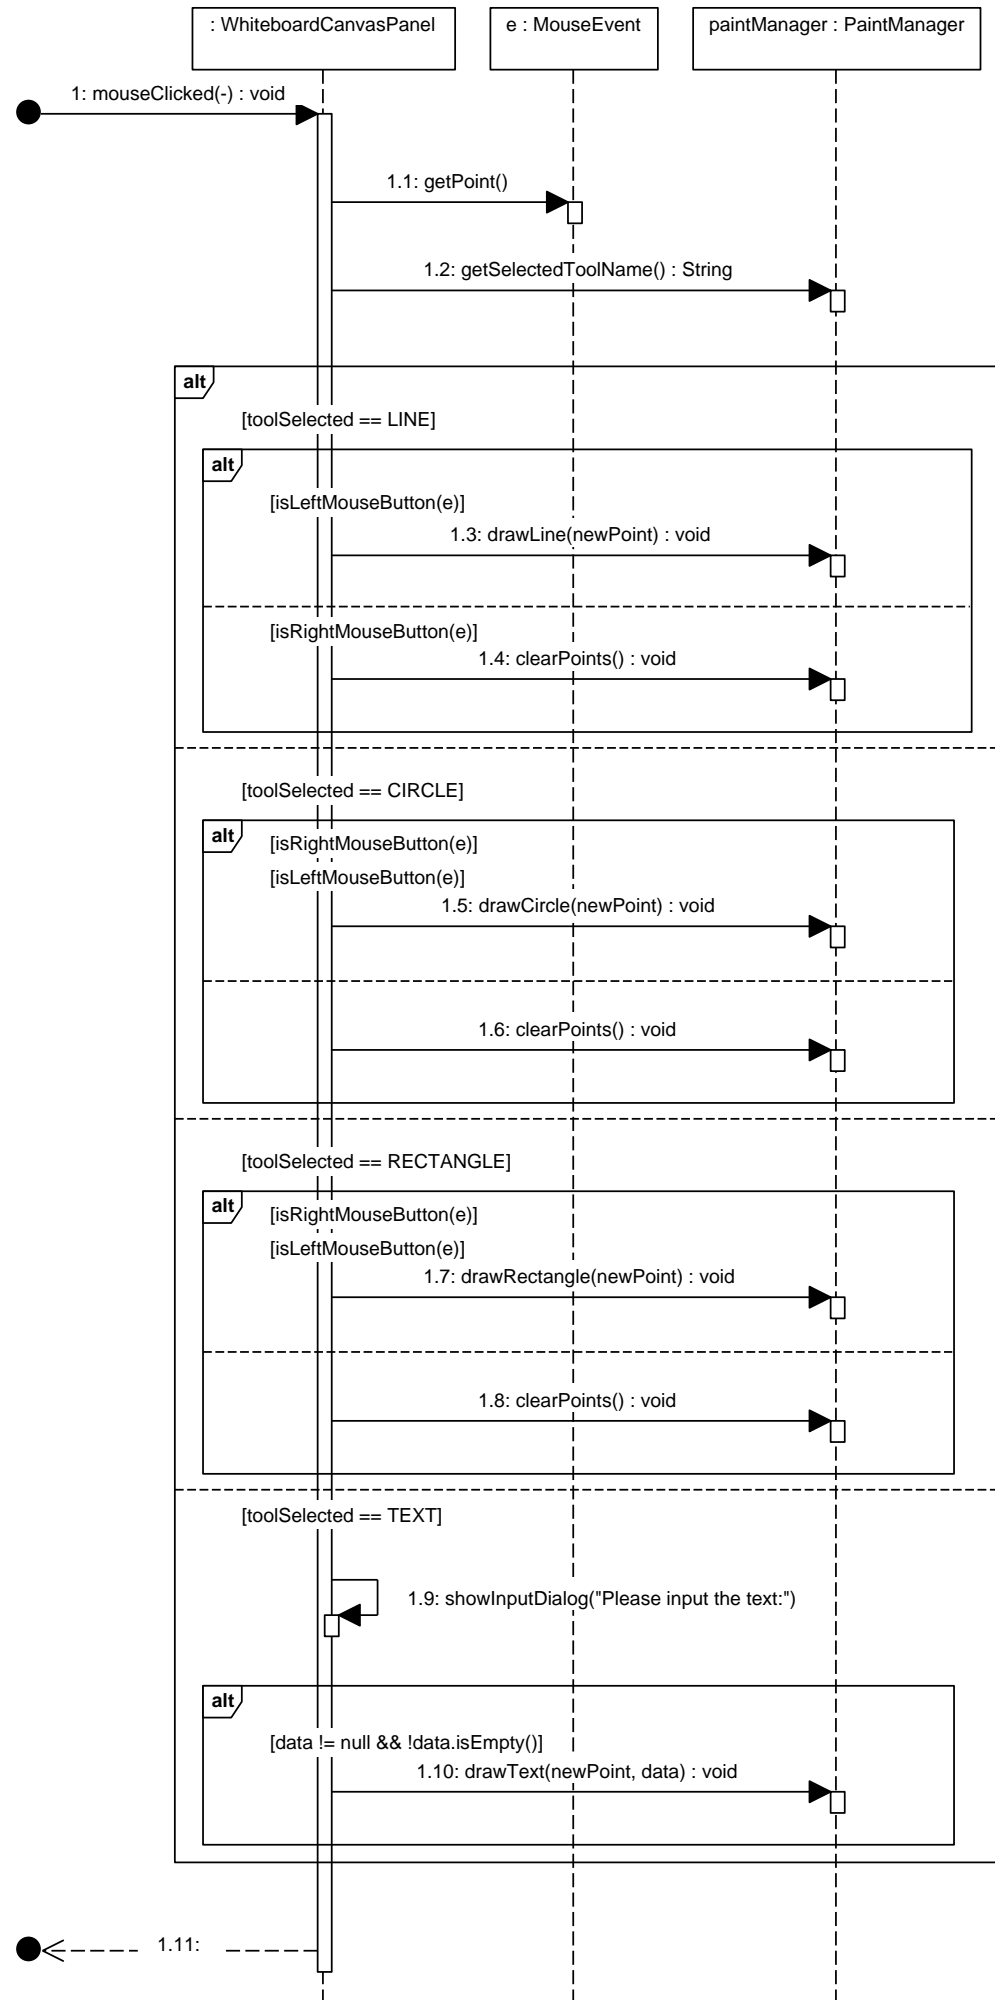 : WhiteboardCanvasPanel
e : MouseEvent
paintManager : PaintManager
1: mouseClicked(-) : void
1.1: getPoint()
1.2: getSelectedToolName() : String
alt
[toolSelected == LINE]
alt
[isLeftMouseButton(e)]
1.3: drawLine(newPoint) : void
[isRightMouseButton(e)]
1.4: clearPoints() : void
[toolSelected == CIRCLE]
alt
[isRightMouseButton(e)]
[isLeftMouseButton(e)]
1.5: drawCircle(newPoint) : void
1.6: clearPoints() : void
[toolSelected == RECTANGLE]
alt
[isRightMouseButton(e)]
[isLeftMouseButton(e)]
1.7: drawRectangle(newPoint) : void
1.8: clearPoints() : void
[toolSelected == TEXT]
1.9: showInputDialog("Please input the text:")
alt
[data != null && !data.isEmpty()]
1.10: drawText(newPoint, data) : void
1.11: